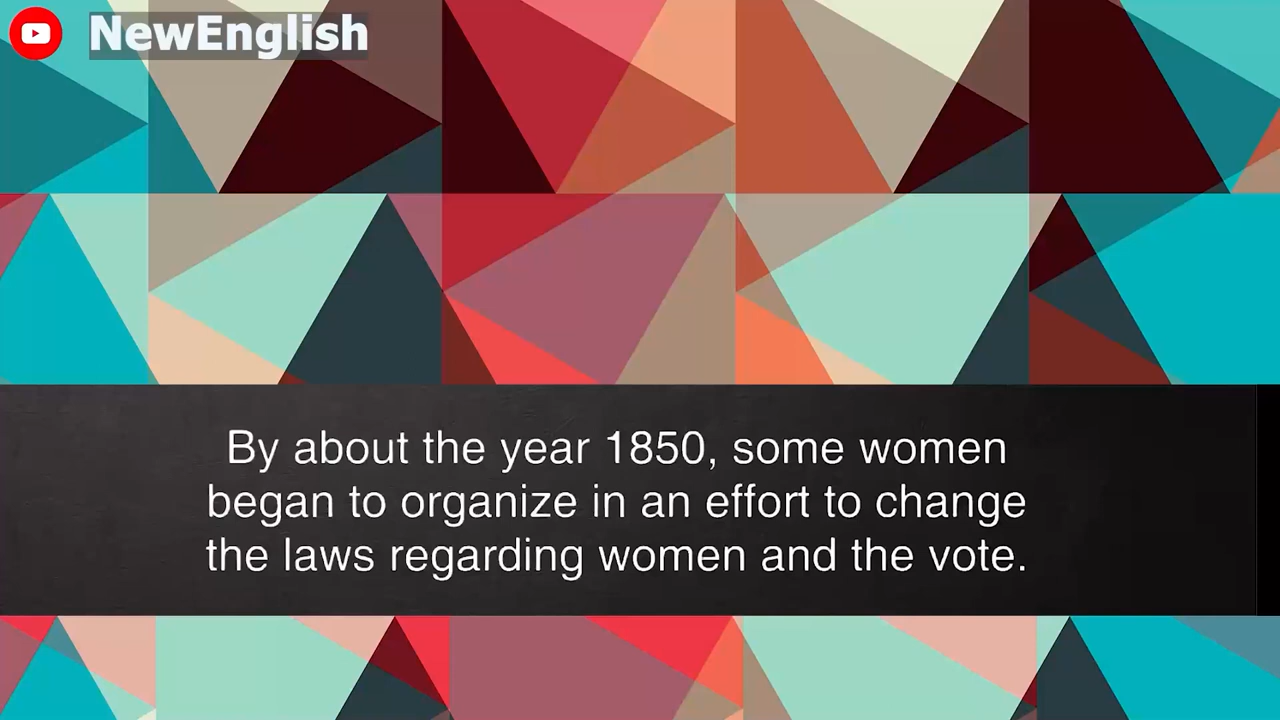 NewEnglish
By about the year 1850, some women
began to organize in an effort to change
the laws regarding women and the vote.